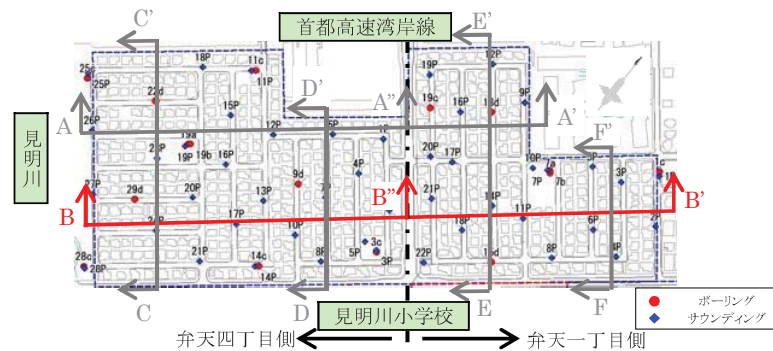 首都高速湾岸線
C'
E'
25c
25P
18P
11c
11P
12P
19P
22d
D'
A"
19c
16P
18d
9P
A
26P
15P
A'
見明川
19a
12P
6P
1P
F'
19P
19b
16P
20P
17P
10P
7a
7P
7b
5P
3P
1c
4P
9d
27P
29d
20P
13P
B
B"
B'
21P
14P
11P
17P
10P
18P
6P
2P
28c
28P
21P
14c
14P
8P
5P
3c
3P
22P
15d
8P
4P
C
D
E
F
見明川小学校
弁天四丁目側
弁天一丁目側
ボーリング
サウンディング